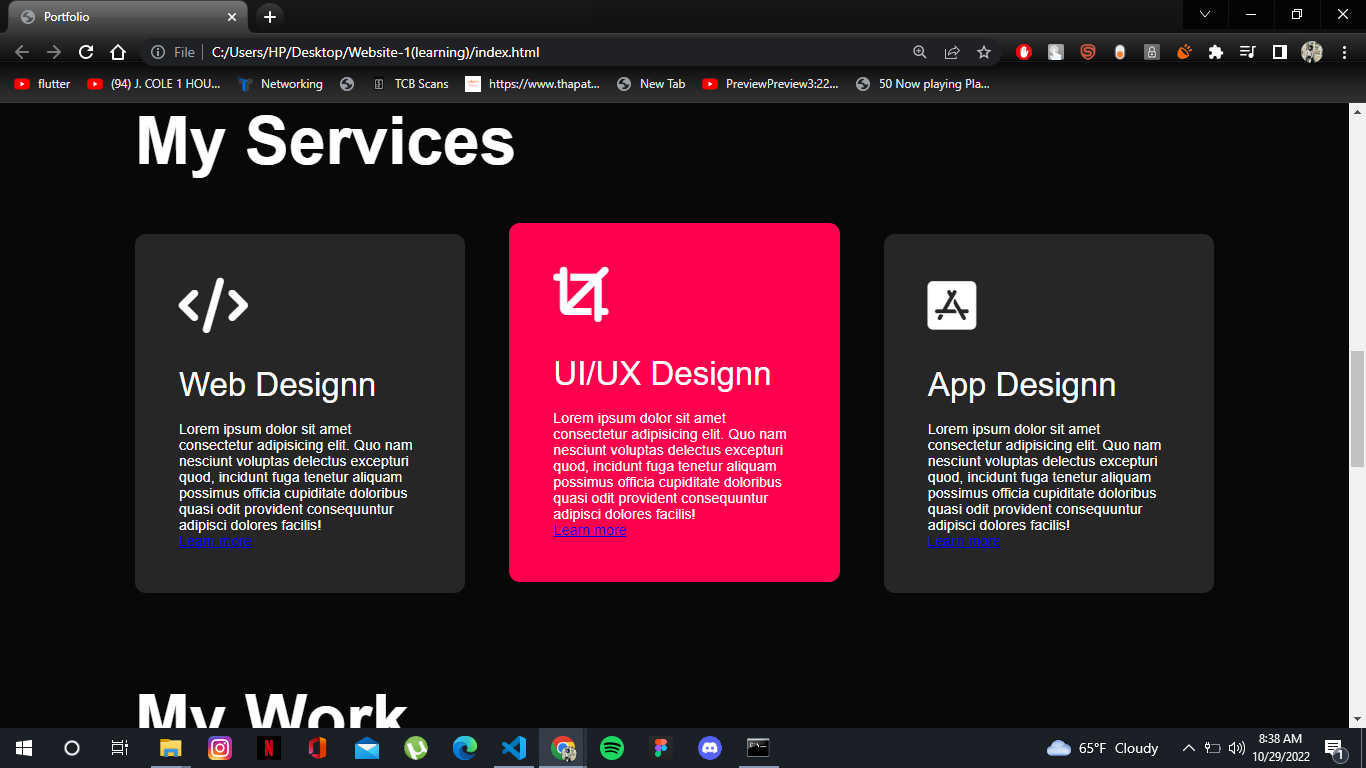 Portfolio
File
C:/Users/HP/Desktop/Website-1(learning)/index.html
flutter
(94) J. COLE 1 HOU...
Networking
TCB Scans
https://www.thapat...
New Tab
PreviewPreview3:22...
50 Now playing Pla...
My Services
Web Designn
Lorem ipsum dolor sit amet
consectetur adipisicing elit. Quo nam
nesciunt voluptas delectus excepturi
quod, incidunt fuga tenetur aliquam
possimus officia cupiditate doloribus
quasi odit provident consequuntur
adipisci dolores facilis!
Learn more
UI/UX Designn
Lorem ipsum dolor sit amet
consectetur adipisicing elit. Quo nam
nesciunt voluptas delectus excepturi
quod, incidunt fuga tenetur aliquam
possimus officia cupiditate doloribus
quasi odit provident consequuntur
adipisci dolores facilis!
Learn more
App Designn
Lorem ipsum dolor sit amet
consectetur adipisicing elit. Quo nam
nesciunt voluptas delectus excepturi
quod, incidunt fuga tenetur aliquam
possimus officia cupiditate doloribus
quasi odit provident consequuntur
adipisci dolores facilis!
Learn more
My Work
65°F Cloudy
8:38 AM
10/29/2022
1